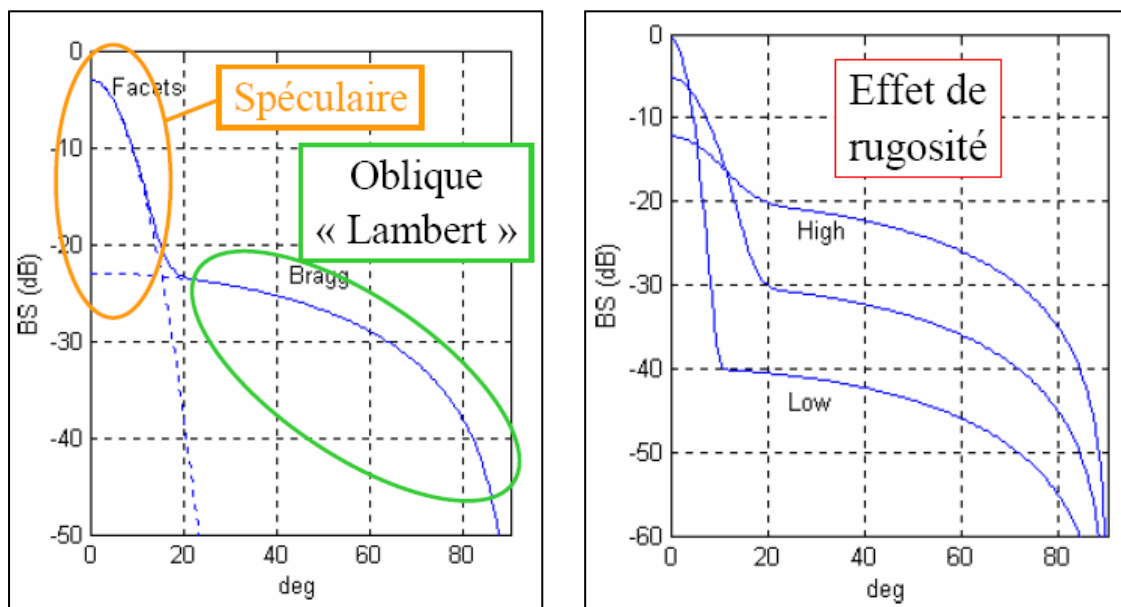 0
-10
-20
-30
-40
-50
BS (dB)
0
20
40
60
80
deg
Facets
Spéculaire
Oblique
« Lambert »
Bragg
0
-10
-20
-30
-40
-50
-60
BS (dB)
0
20
40
60
80
deg
Effet de
rugosité
High
Low